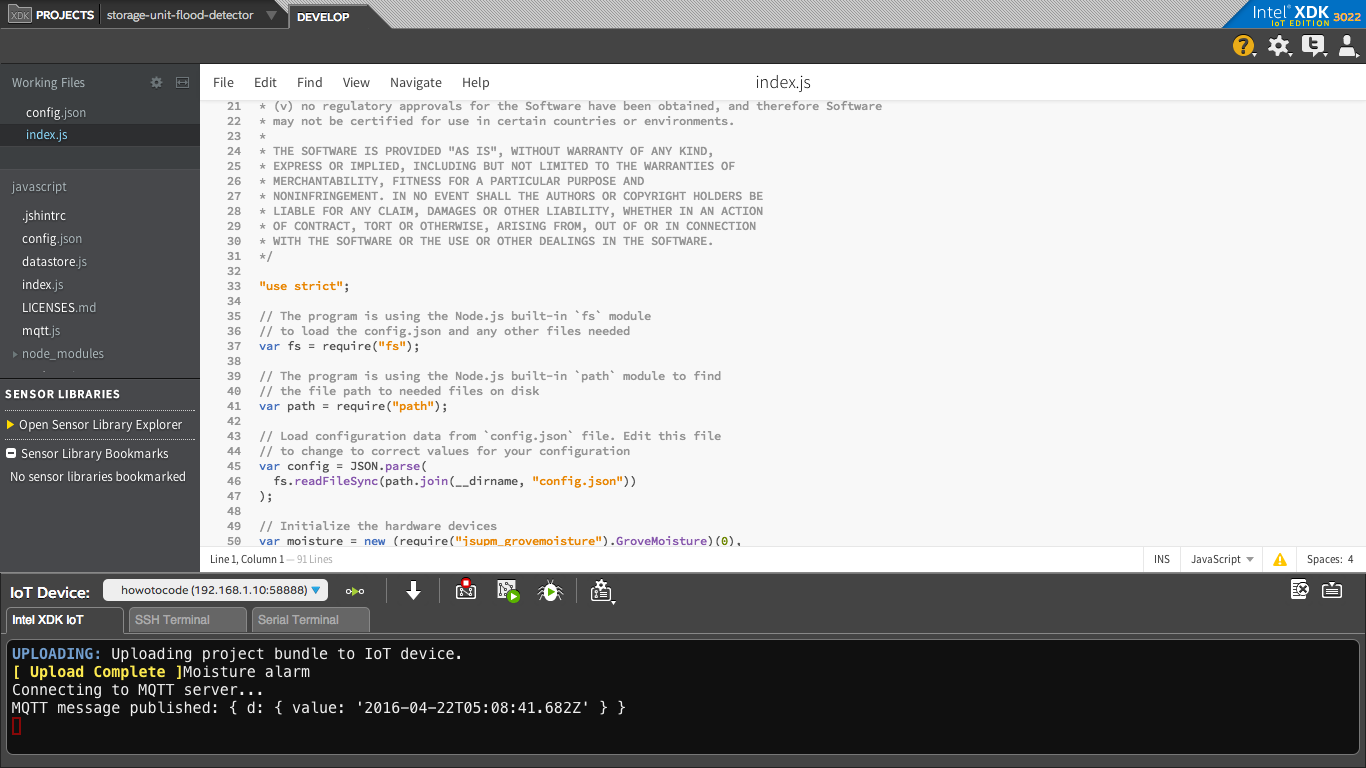 XDK PROJECTS storage-unit-flood-detector DEVELOP
Intel® XDK
IoT EDITION 3022
Working Files
config.json
index.js
javascript
.jshintrc
config.json
datastore.js
index.js
LICENSES.md
mqtt.js
node_modules
SENSOR LIBRARIES
Open Sensor Library Explorer
Sensor Library Bookmarks
No sensor libraries bookmarked
File Edit Find View Navigate Help index.js
21 * (v) no regulatory approvals for the Software have been obtained, and therefore Software
22 * may not be certified for use in certain countries or environments.
23 *
24 * THE SOFTWARE IS PROVIDED "AS IS", WITHOUT WARRANTY OF ANY KIND,
25 * EXPRESS OR IMPLIED, INCLUDING BUT NOT LIMITED TO THE WARRANTIES OF
26 * MERCHANTABILITY, FITNESS FOR A PARTICULAR PURPOSE AND
27 * NONINFRINGEMENT. IN NO EVENT SHALL THE AUTHORS OR COPYRIGHT HOLDERS BE
28 * LIABLE FOR ANY CLAIM, DAMAGES OR OTHER LIABILITY, WHETHER IN AN ACTION
29 * OF CONTRACT, TORT OR OTHERWISE, ARISING FROM, OUT OF OR IN CONNECTION
30 * WITH THE SOFTWARE OR THE USE OR OTHER DEALINGS IN THE SOFTWARE.
31 */
32
33 "use strict";
34
35 // The program is using the Node.js built-in `fs` module
36 // to load the config.json and any other files needed
37 var fs = require("fs");
38
39 // The program is using the Node.js built-in `path` module to find
40 // the file path to needed files on disk
41 var path = require("path");
42
43 // Load configuration data from `config.json` file. Edit this file
44 // to change to correct values for your configuration
45 var config = JSON.parse(
46 fs.readFileSync(path.join(__dirname, "config.json"))
47 );
48
49 // Initialize the hardware devices
50 var moisture = new (require("jsupm_grovemoisture").GroveMoisture)(0),
Line 1, Column 1 — 91 Lines INS JavaScript Spaces: 4
IoT Device: howotocode (192.168.1.10:58888)
Intel XDK IoT SSH Terminal Serial Terminal
UPLOADING: Uploading project bundle to IoT device.
[ Upload Complete ]Moisture alarm
Connecting to MQTT server...
MQTT message published: { d: { value: '2016-04-22T05:08:41.682Z' } }